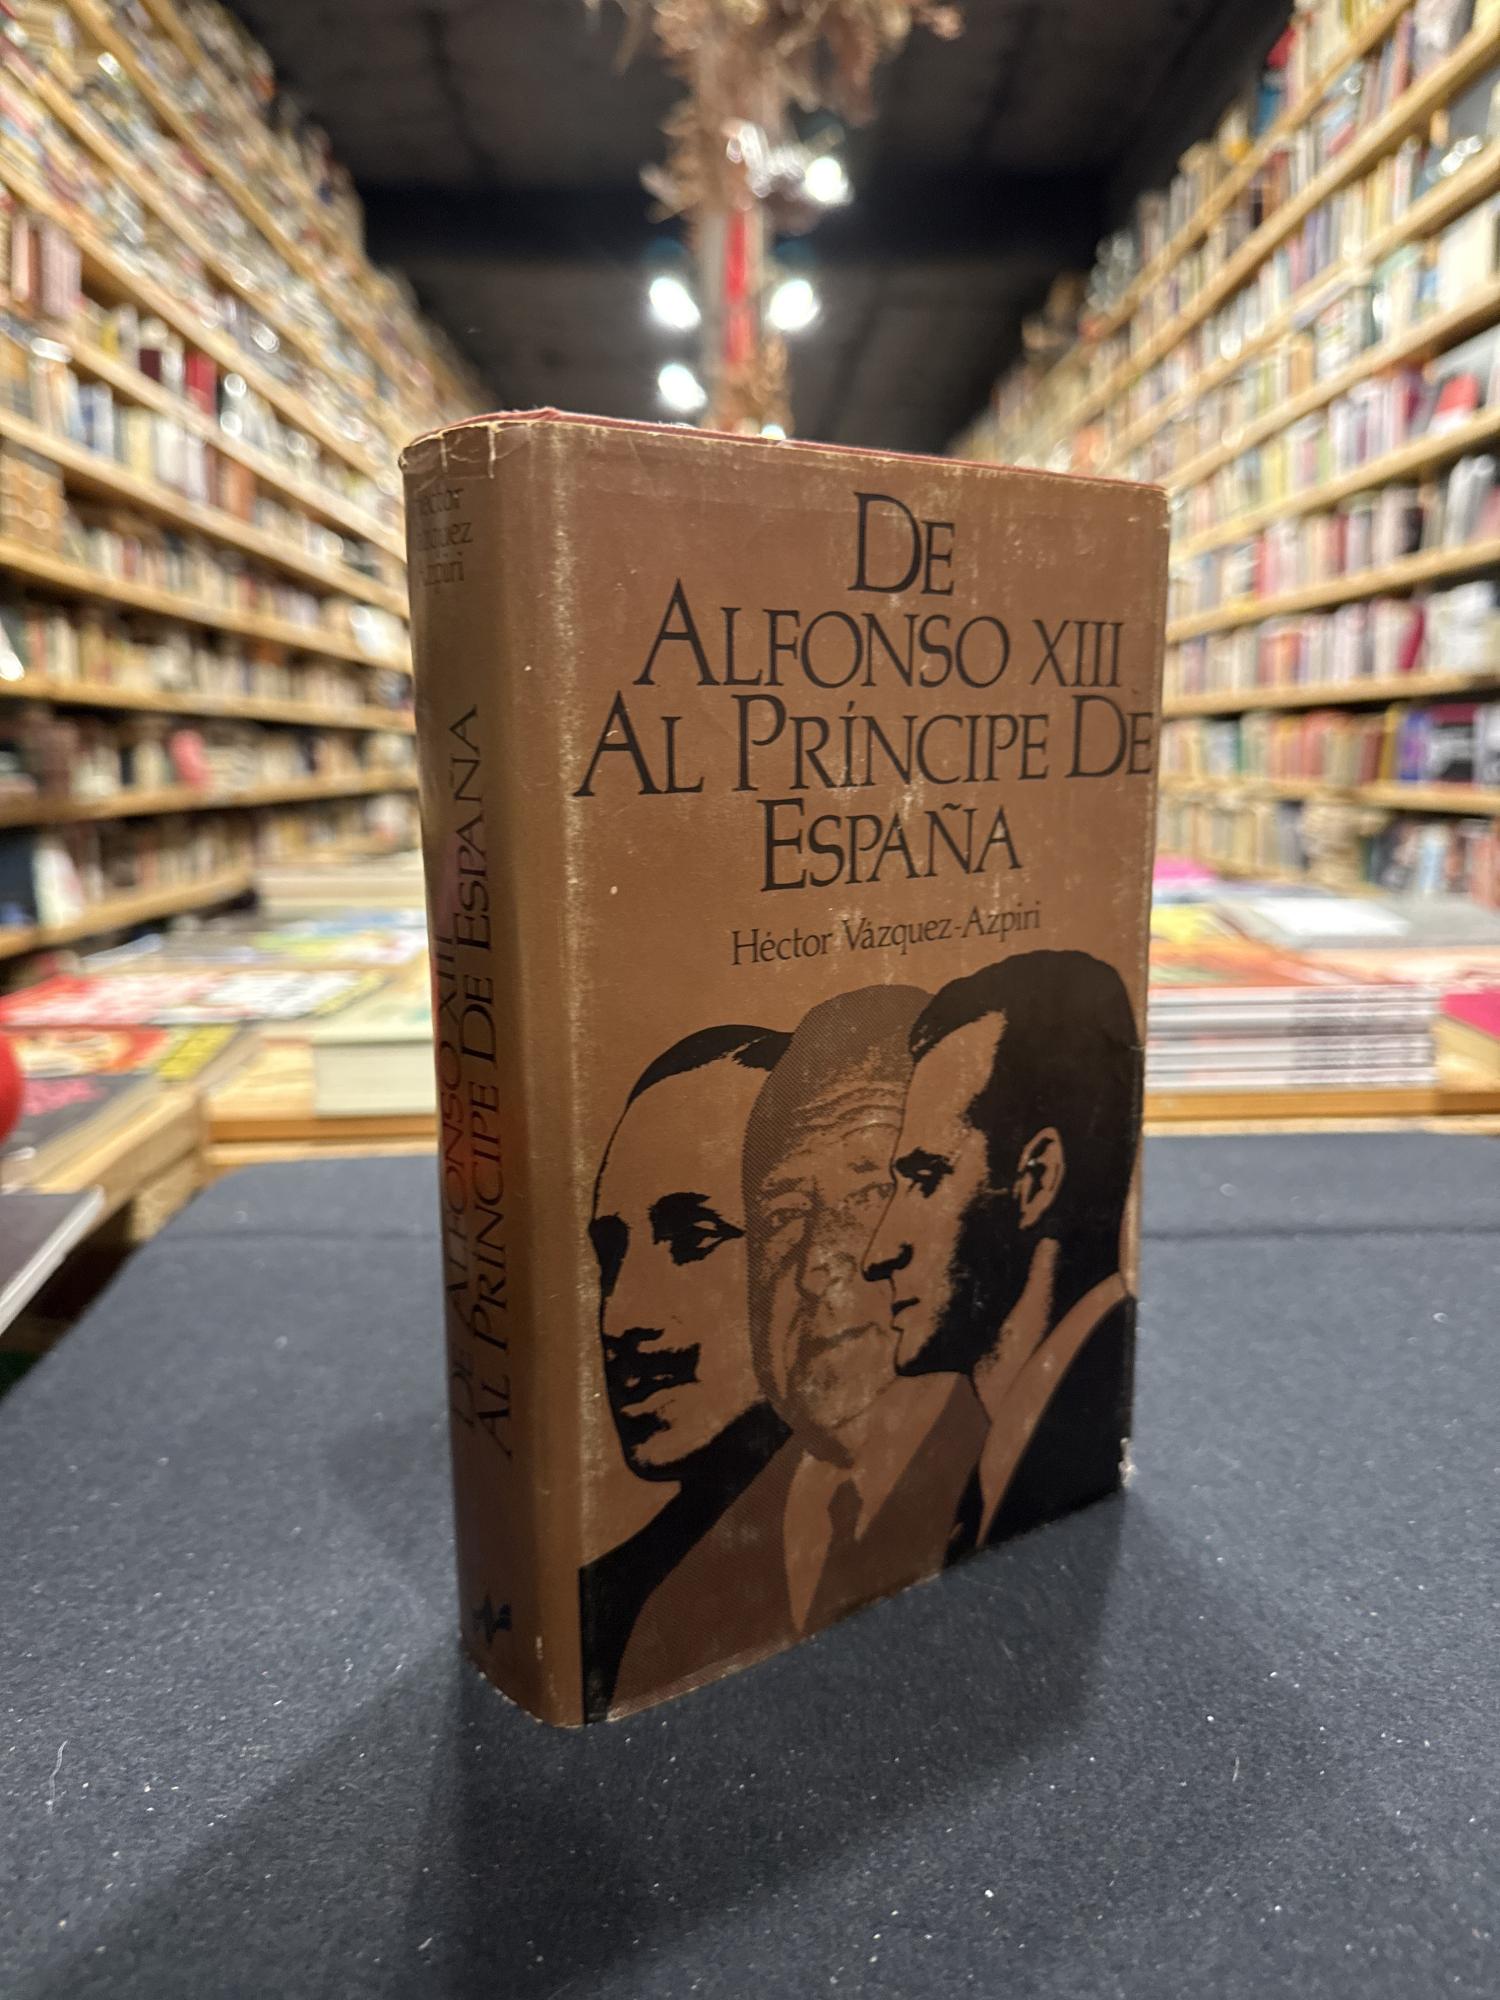 DE
ALFONSO XIII
AL PRÍNCIPE DE
ESPAÑA
Héctor Vázquez-Azpiri
Héctor
Vázquez
Azpiri
DE ALFONSO XIII
AL PRÍNCIPE DE ESPAÑA